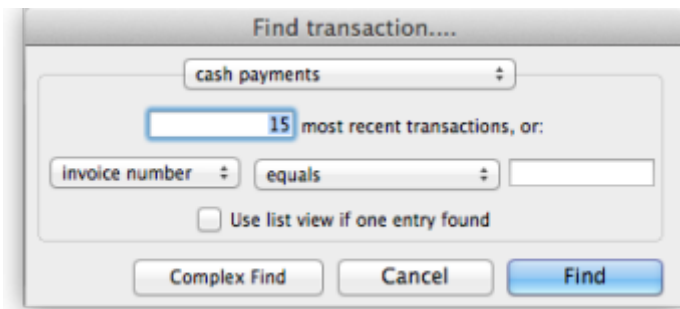 Find transaction....
cash payments
15 most recent transactions, or:
invoice number equals
Use list view if one entry found
Complex Find Cancel Find